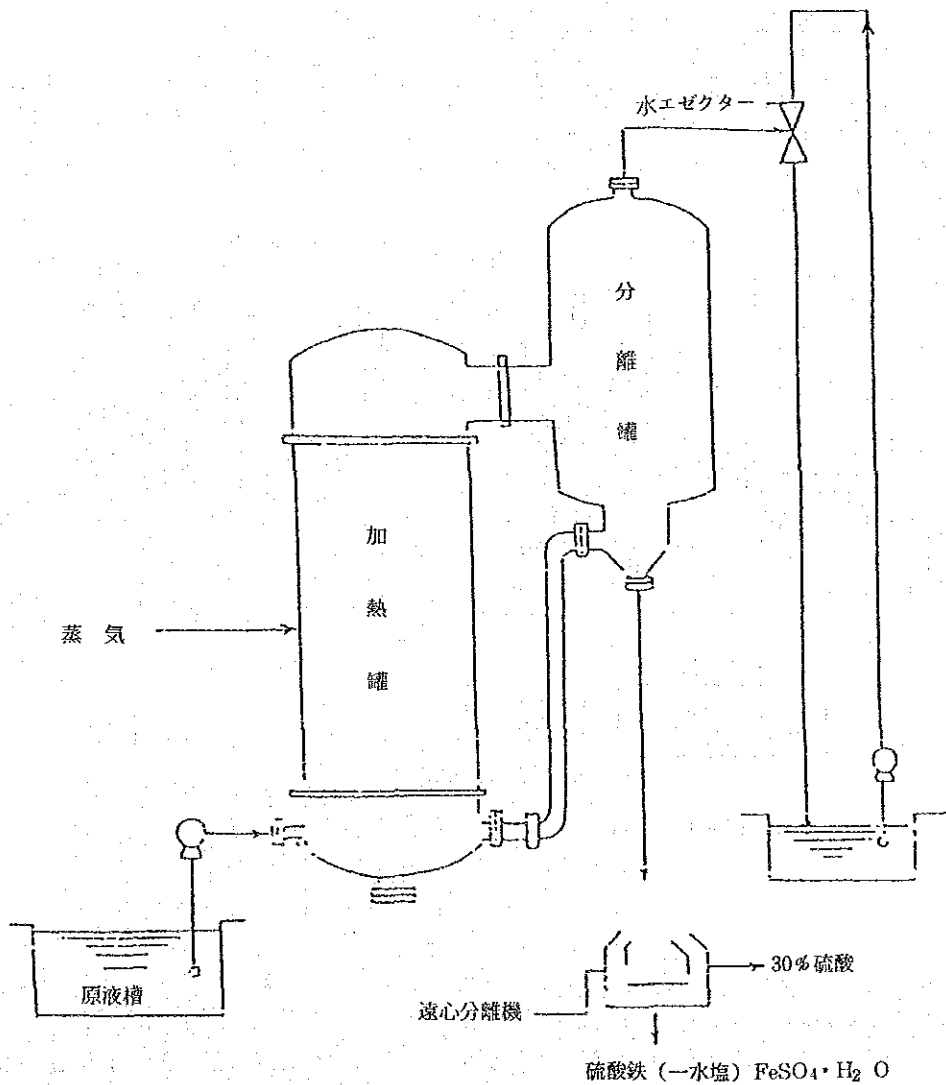 水エゼクター
分離罐
加熱罐
蒸 気
原液槽
30%硫酸
遠心分離機
硫酸鉄 (一水塩) FeSO₄・H₂O